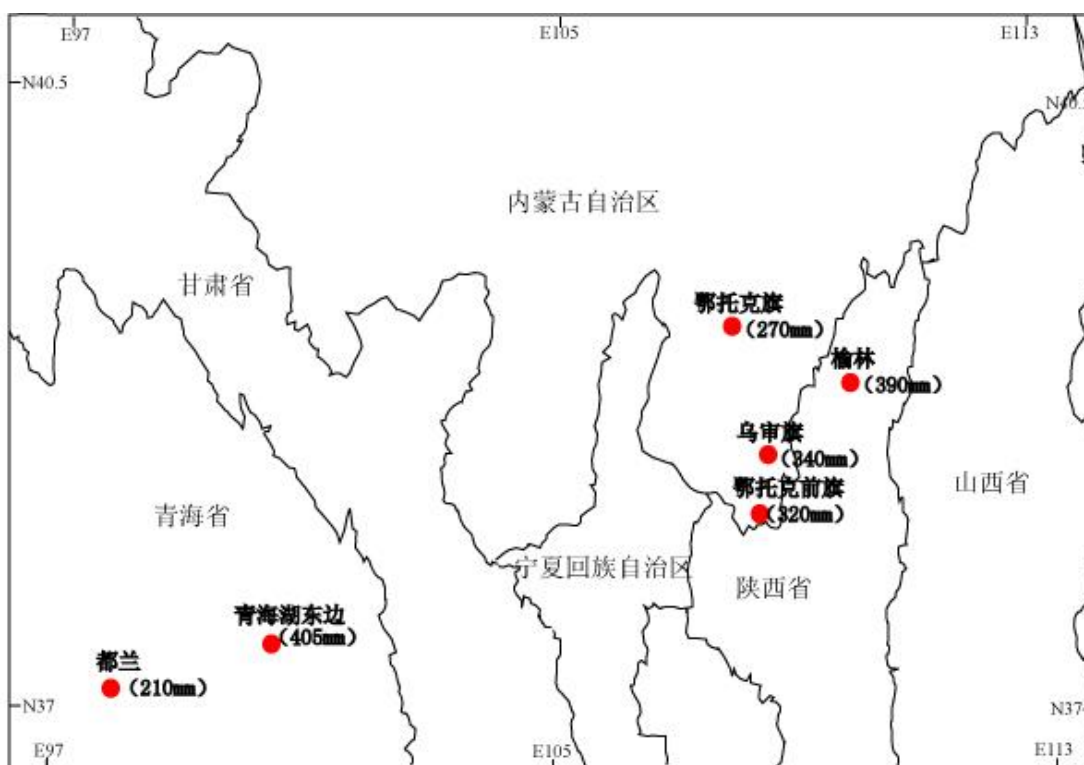 E97
E105
E113
N40.5
N40.
内蒙古自治区
甘肃省
鄂托克旗
(270mm)
榆林
(390mm)
乌审旗
(340mm)
鄂托克前旗
(320mm)
山西省
青海省
宁夏回族自治区
陕西省
青海湖东边
(405mm)
都兰
(210mm)
N37
N37
E97
E105
E113